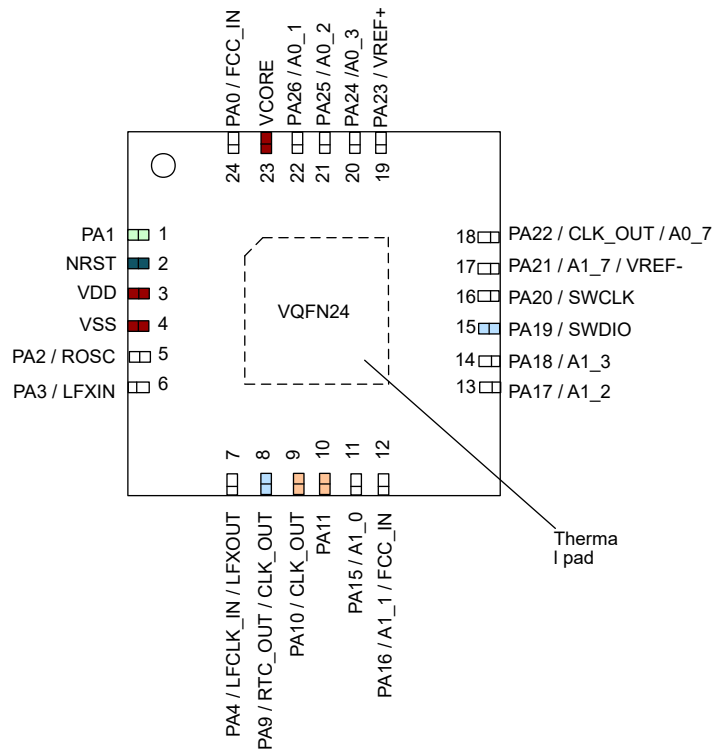 PA0 / FCC_IN
VCORE
PA26 / A0_1
PA25 / A0_2
PA24 /A0_3
PA23 / VREF+
24
23
22
21
20
19
PA1
1
NRST
2
VDD
3
VSS
4
PA2 / ROSC
5
PA3 / LFXIN
6
VQFN24
18
PA22 / CLK_OUT / A0_7
17
PA21 / A1_7 / VREF-
16
PA20 / SWCLK
15
PA19 / SWDIO
14
PA18 / A1_3
13
PA17 / A1_2
7
8
9
10
11
12
PA4 / LFCLK_IN / LFXOUT
PA9 / RTC_OUT / CLK_OUT
PA10 / CLK_OUT
PA11
PA15 / A1_0
PA16 / A1_1 / FCC_IN
Therma
l pad